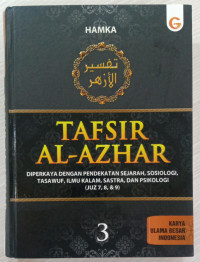 G
HAMKA
تفسير
الأزهر
TAFSIR
AL-AZHAR
DIPERKAYA DENGAN PENDEKATAN SEJARAH, SOSIOLOGI,
TASAWUF, ILMU KALAM, SASTRA, DAN PSIKOLOGI
(JUZ 7, 8, & 9)
3
KARYA
ULAMA BESAR
INDONESIA